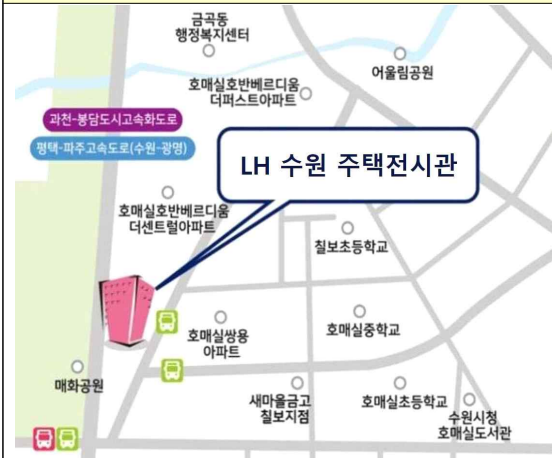 금곡동
행정복지센터
어울림공원
호매실호반베르디움
더퍼스트아파트
과천-봉담도시고속화도로
평택-파주고속도로(수원-광명)
LH 수원 주택전시관
호매실호반베르디움
더센트럴아파트
칠보초등학교
호매실쌍용
아파트
호매실중학교
매화공원
새마을금고
칠보지점
호매실초등학교
수원시청
호매실도서관